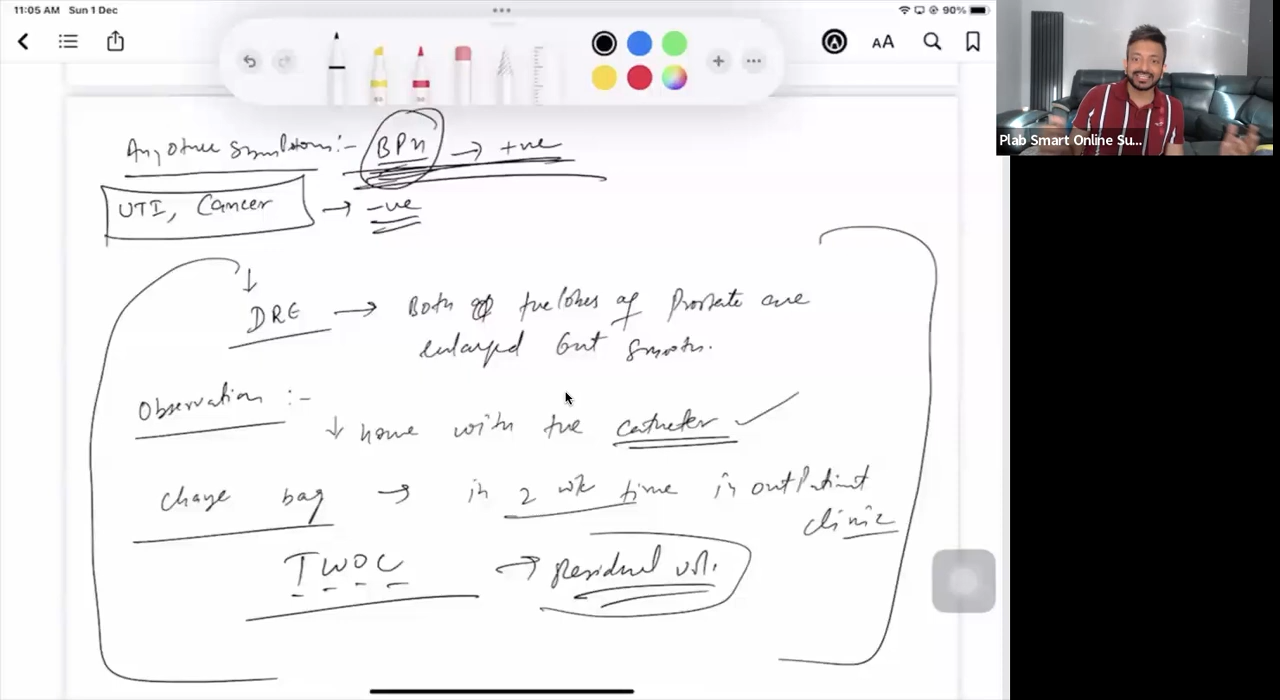 11:05 AM Sun 1 Dec
90%
AA
Plab Smart Online Su...
Any other symptoms :- BPH → +ve
UTI, Cancer → -ve
↓
DRE → Both the lobes of Prostate are
enlarged but smooth.
Observation :-
↓ home with the catheter ✓
change bag → in 2 wk time in outpatient
clinic
TWOC → Residual vol.